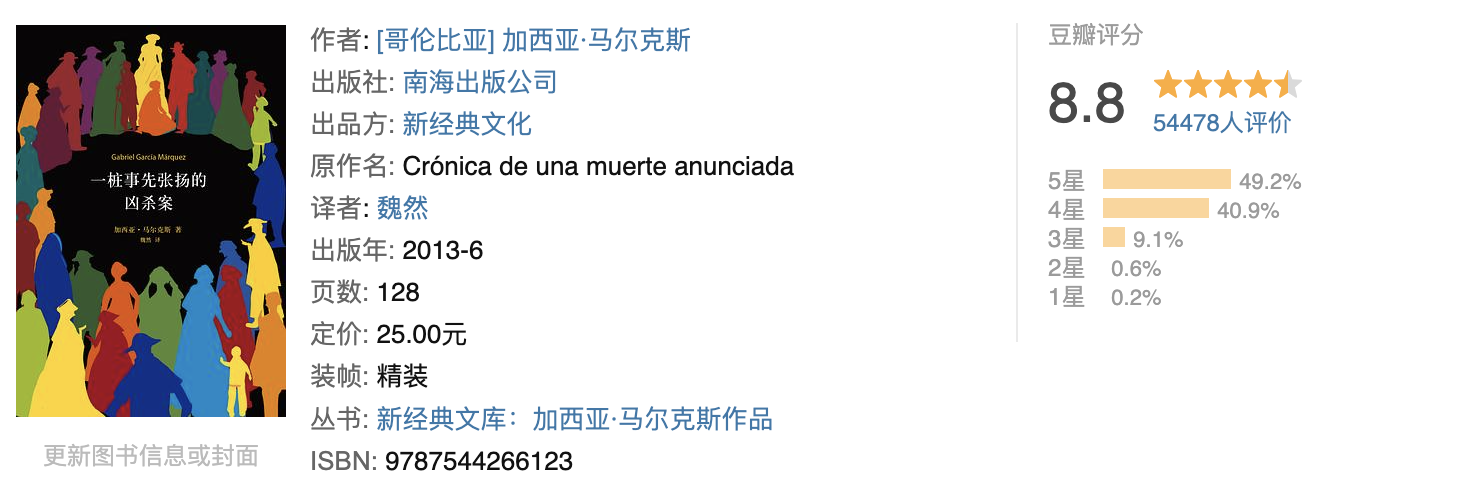 Gabriel García Márquez
一桩事先张扬的
凶杀案
加西亚·马尔克斯 著
魏然 译
更新图书信息或封面
作者: [哥伦比亚] 加西亚·马尔克斯
出版社: 南海出版公司
出品方: 新经典文化
原作名: Crónica de una muerte anunciada
译者: 魏然
出版年: 2013-6
页数: 128
定价: 25.00元
装帧: 精装
丛书: 新经典文库：加西亚·马尔克斯作品
ISBN: 9787544266123
豆瓣评分
8.8
54478人评价
5星 49.2%
4星 40.9%
3星 9.1%
2星 0.6%
1星 0.2%